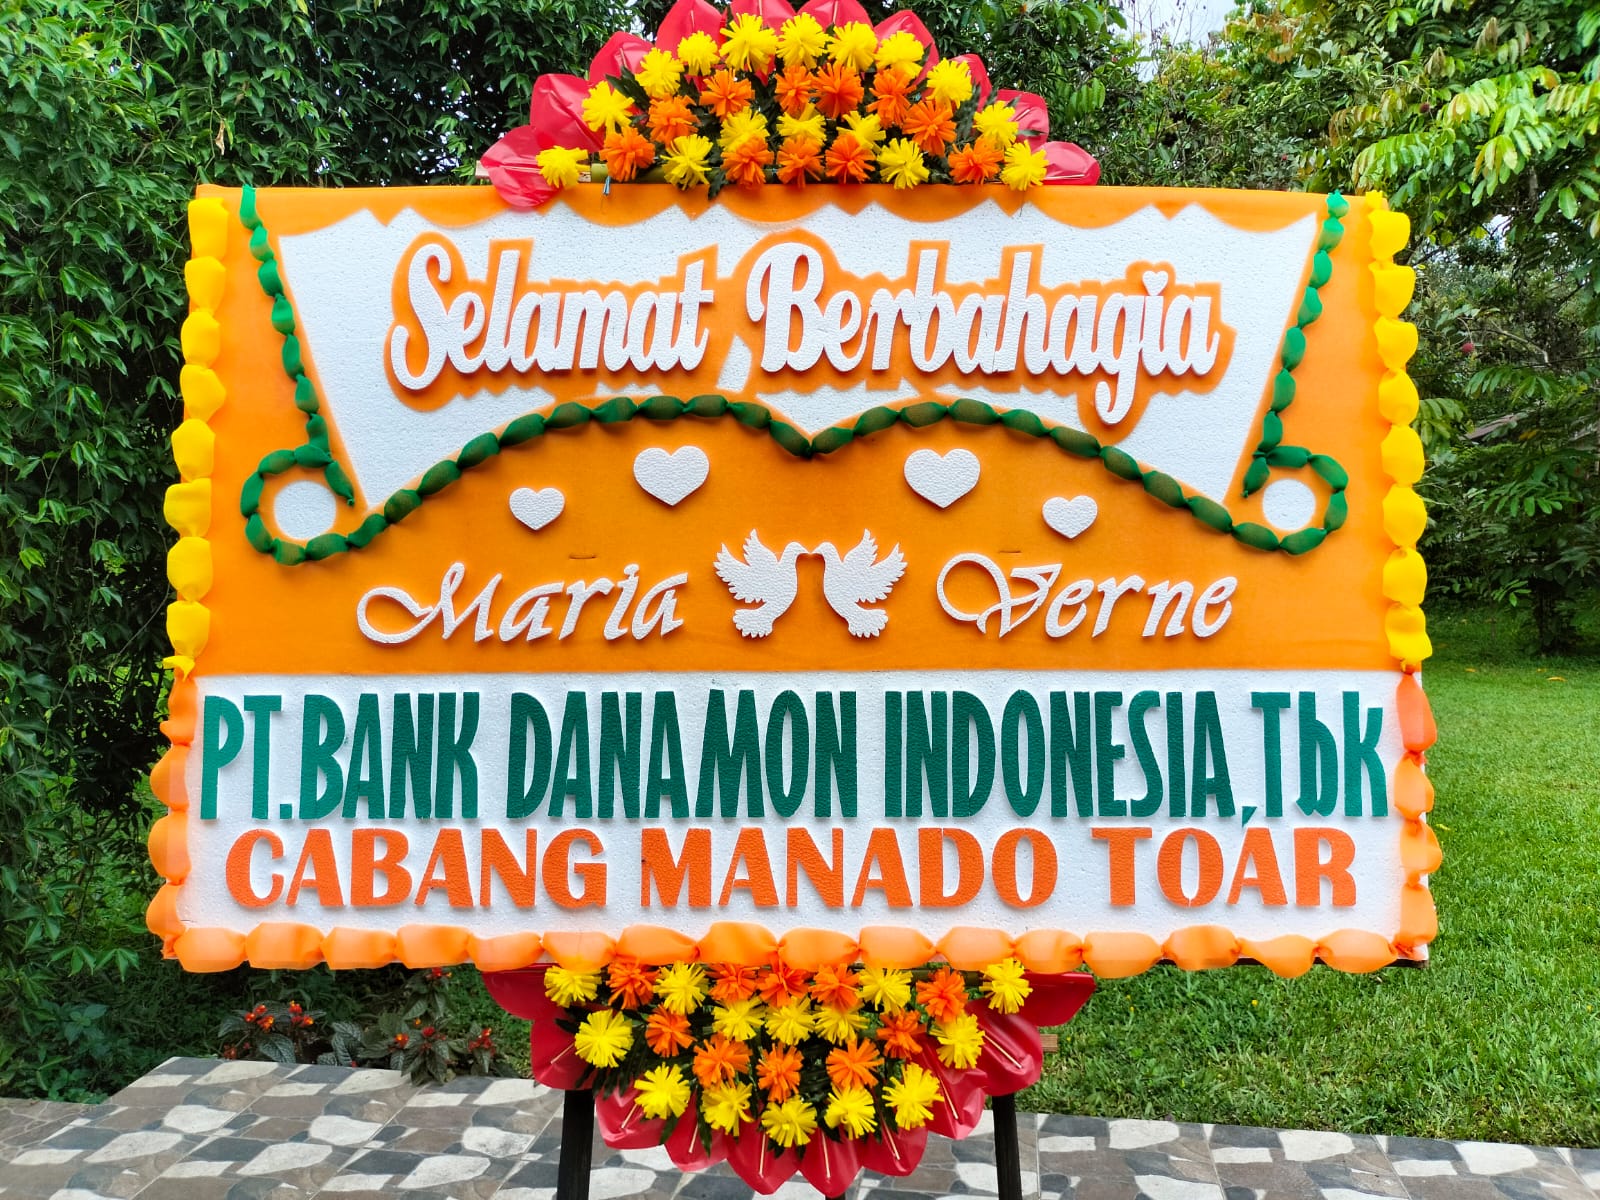 Selamat Berbahagia
Maria Verne
PT.BANK DANAMON INDONESIA,Tbk
CABANG MANADO TOAR